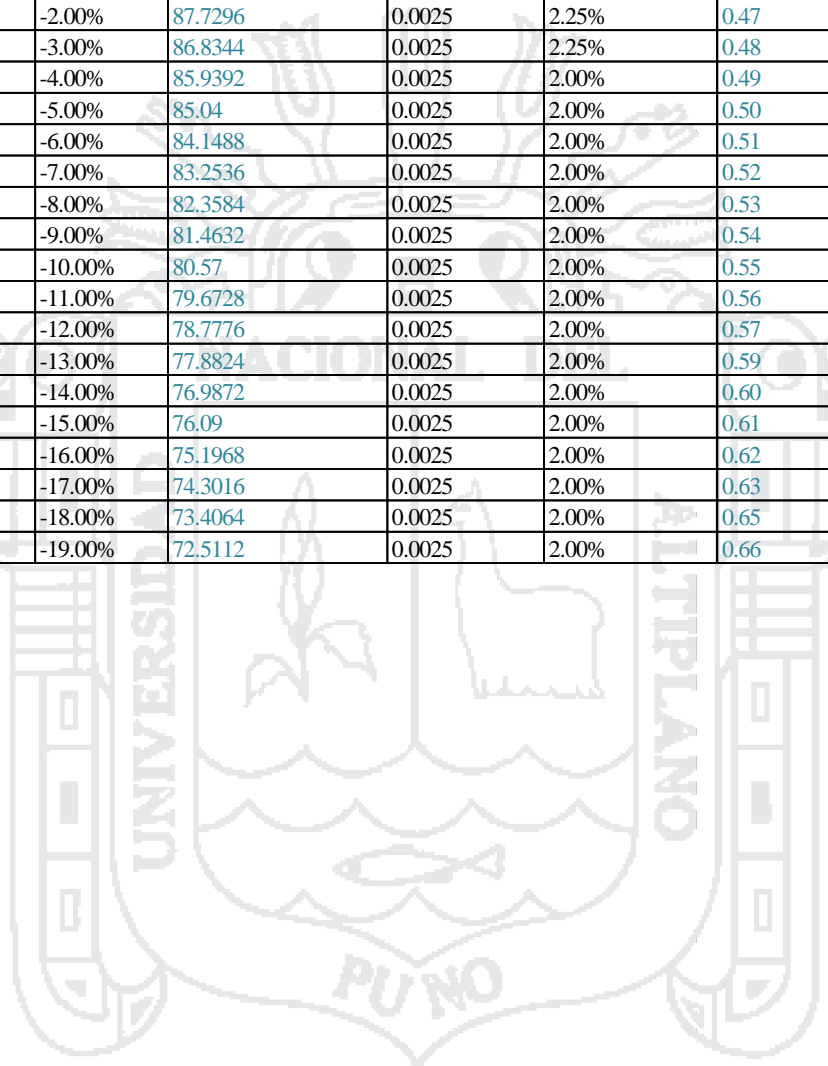 -2.00% 87.7296 0.0025 2.25% 0.47
-3.00% 86.8344 0.0025 2.25% 0.48
-4.00% 85.9392 0.0025 2.00% 0.49
-5.00% 85.04 0.0025 2.00% 0.50
-6.00% 84.1488 0.0025 2.00% 0.51
-7.00% 83.2536 0.0025 2.00% 0.52
-8.00% 82.3584 0.0025 2.00% 0.53
-9.00% 81.4632 0.0025 2.00% 0.54
-10.00% 80.57 0.0025 2.00% 0.55
-11.00% 79.6728 0.0025 2.00% 0.56
-12.00% 78.7776 0.0025 2.00% 0.57
-13.00% 77.8824 0.0025 2.00% 0.59
-14.00% 76.9872 0.0025 2.00% 0.60
-15.00% 76.09 0.0025 2.00% 0.61
-16.00% 75.1968 0.0025 2.00% 0.62
-17.00% 74.3016 0.0025 2.00% 0.63
-18.00% 73.4064 0.0025 2.00% 0.65
-19.00% 72.5112 0.0025 2.00% 0.66
UNIVERSIDAD
NACIONAL DEL
ALTIPLANO
PUNO